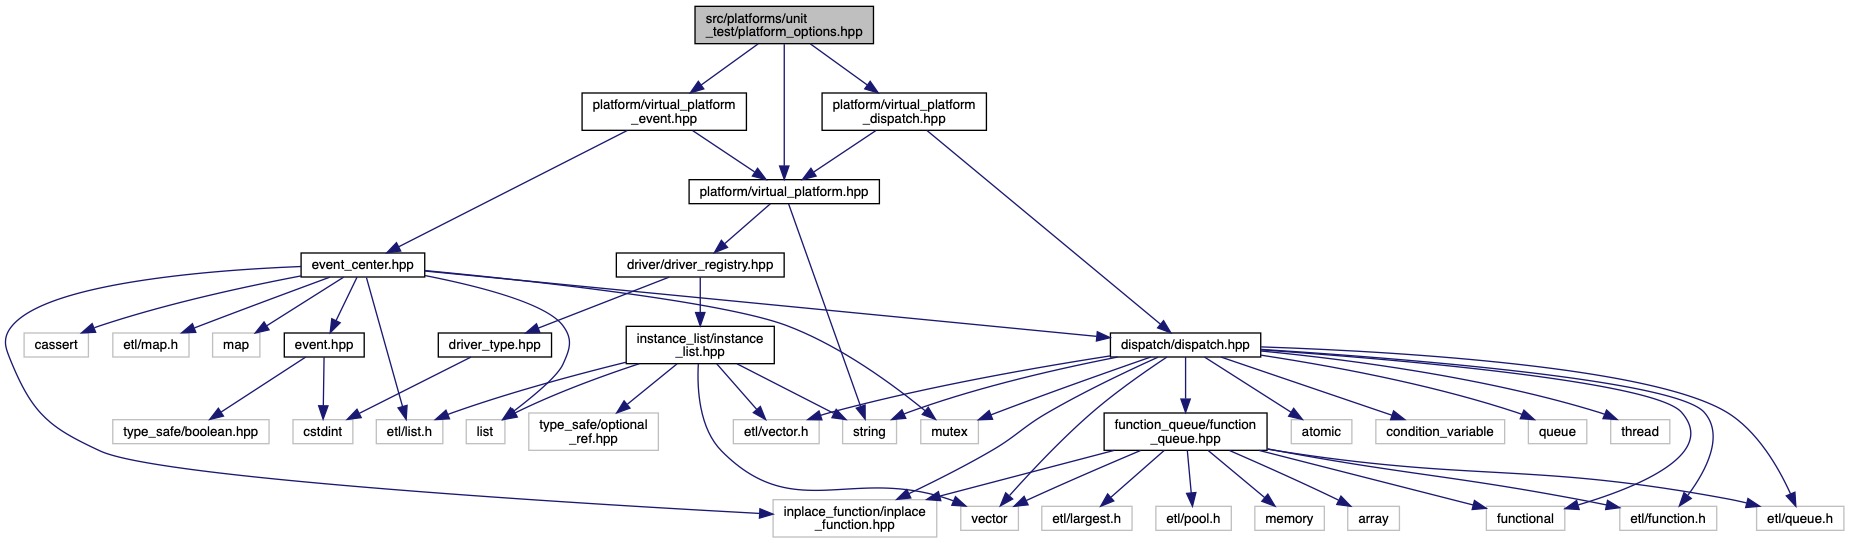 src/platforms/unit
_test/platform_options.hpp
platform/virtual_platform
_event.hpp
platform/virtual_platform
_dispatch.hpp
platform/virtual_platform.hpp
event_center.hpp
driver/driver_registry.hpp
cassert
etl/map.h
map
event.hpp
driver_type.hpp
instance_list/instance
_list.hpp
dispatch/dispatch.hpp
type_safe/boolean.hpp
cstdint
etl/list.h
list
type_safe/optional
_ref.hpp
etl/vector.h
string
mutex
function_queue/function
_queue.hpp
atomic
condition_variable
queue
thread
inplace_function/inplace
_function.hpp
vector
etl/largest.h
etl/pool.h
memory
array
functional
etl/function.h
etl/queue.h